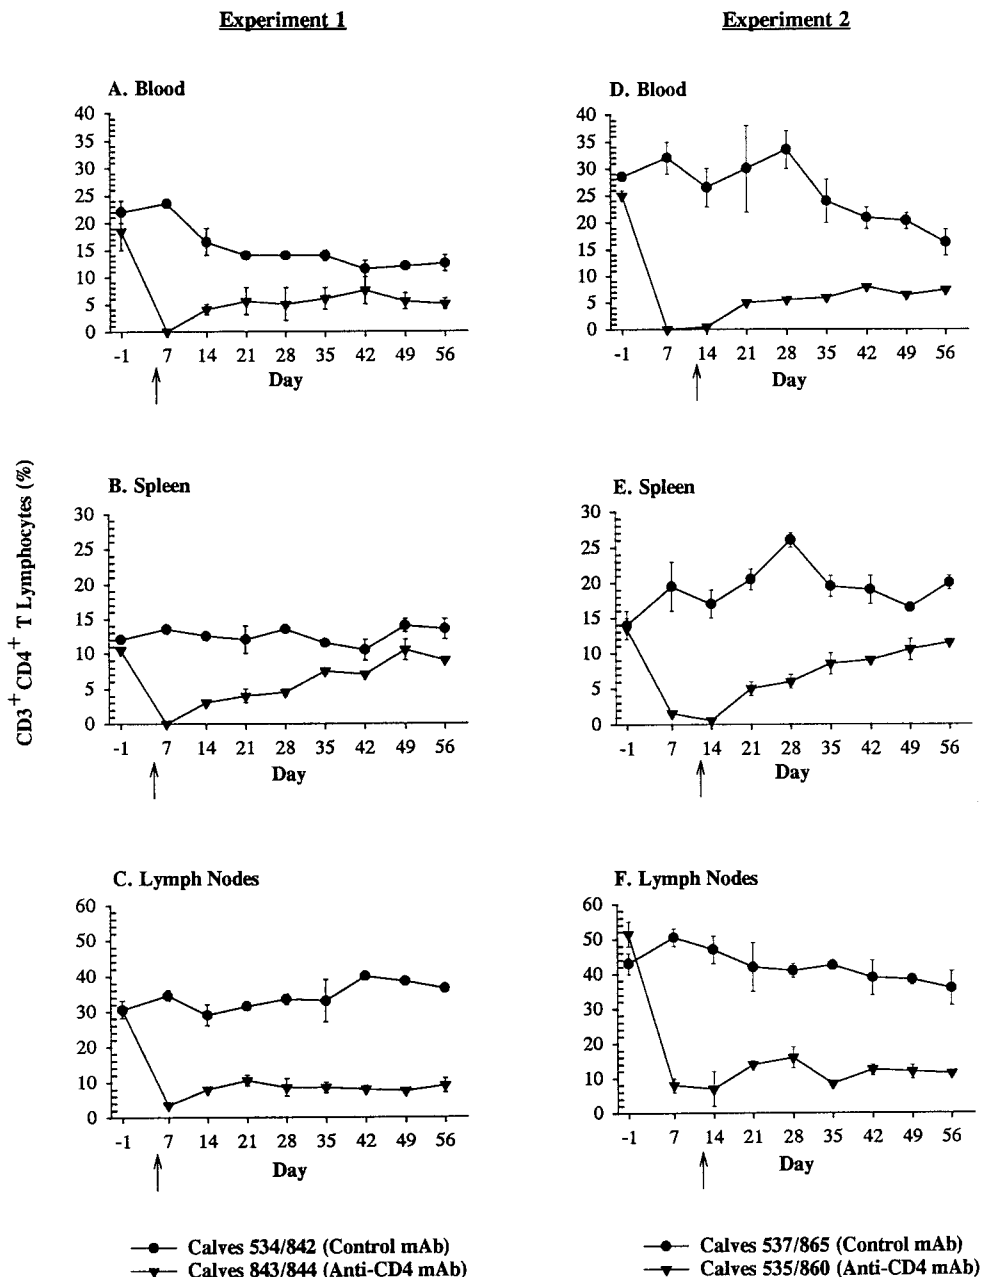 Experiment 1
Experiment 2
A. Blood
40
35
30
25
20
15
10
5
0
-1 7 14 21 28 35 42 49 56
Day
D. Blood
40
35
30
25
20
15
10
5
0
-1 7 14 21 28 35 42 49 56
Day
CD3+ CD4+ T Lymphocytes (%)
B. Spleen
30
25
20
15
10
5
0
-1 7 14 21 28 35 42 49 56
Day
E. Spleen
30
25
20
15
10
5
0
-1 7 14 21 28 35 42 49 56
Day
C. Lymph Nodes
60
50
40
30
20
10
0
-1 7 14 21 28 35 42 49 56
Day
F. Lymph Nodes
60
50
40
30
20
10
0
-1 7 14 21 28 35 42 49 56
Day
Calves 534/842 (Control mAb)
Calves 843/844 (Anti-CD4 mAb)
Calves 537/865 (Control mAb)
Calves 535/860 (Anti-CD4 mAb)